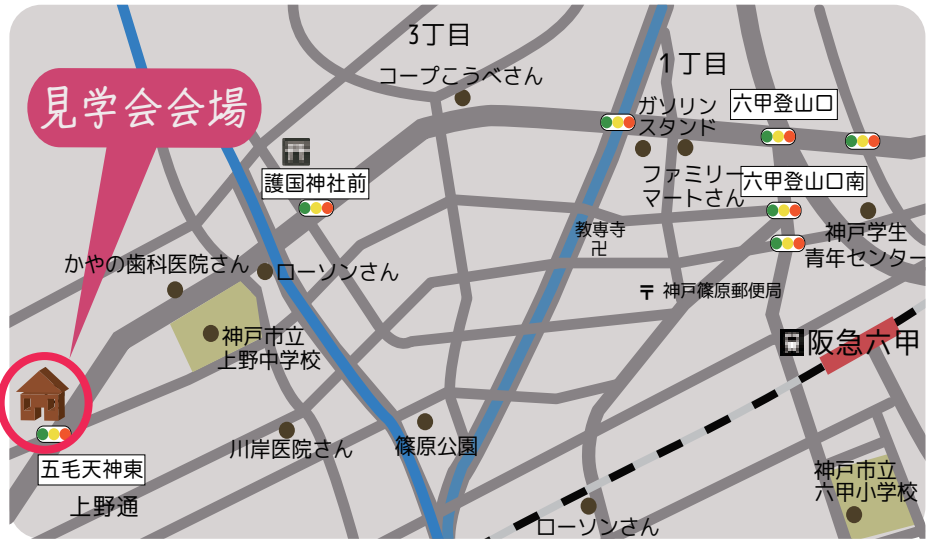 3丁目
1丁目
コープこうべさん
見学会会場
ガソリン
スタンド
六甲登山口
護国神社前
ファミリー
マートさん
六甲登山口南
教専寺
卍
神戸学生
青年センター
かやの歯科医院さん
ローソンさん
〒 神戸篠原郵便局
神戸市立
上野中学校
阪急六甲
川岸医院さん
篠原公園
五毛天神東
上野通
神戸市立
六甲小学校
ローソンさん